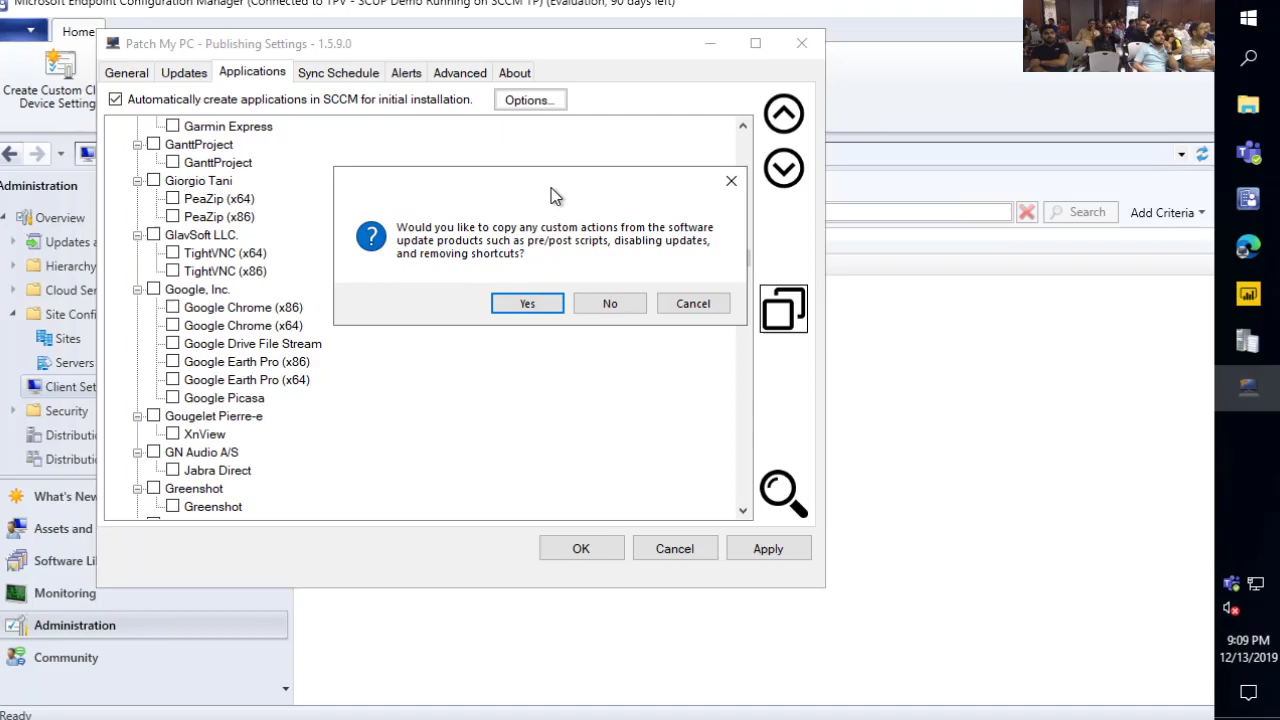 Microsoft Endpoint Configuration Manager (Connected to TPV - SCUP Demo Running on SCCM TP) (Evaluation, 90 days left)
Home
Create Custom Cl
Device Setting
Patch My PC - Publishing Settings - 1.5.9.0
General
Updates
Applications
Sync Schedule
Alerts
Advanced
About
Automatically create applications in SCCM for initial installation.
Options...
Garmin Express
GanttProject
GanttProject
Giorgio Tani
PeaZip (x64)
PeaZip (x86)
GlavSoft LLC.
TightVNC (x64)
TightVNC (x86)
Google, Inc.
Google Chrome (x86)
Google Chrome (x64)
Google Drive File Stream
Google Earth Pro (x86)
Google Earth Pro (x64)
Google Picasa
Gougelet Pierre-e
XnView
GN Audio A/S
Jabra Direct
Greenshot
Greenshot
Would you like to copy any custom actions from the software
update products such as pre/post scripts, disabling updates,
and removing shortcuts?
Yes
No
Cancel
OK
Cancel
Apply
Search
Add Criteria
Administration
Overview
Updates a
Hierarchy
Cloud Ser
Site Confi
Sites
Servers
Client Set
Security
Distributi
Distributi
What's New
Assets and
Software Li
Monitoring
Administration
Community
Ready
9:09 PM
12/13/2019